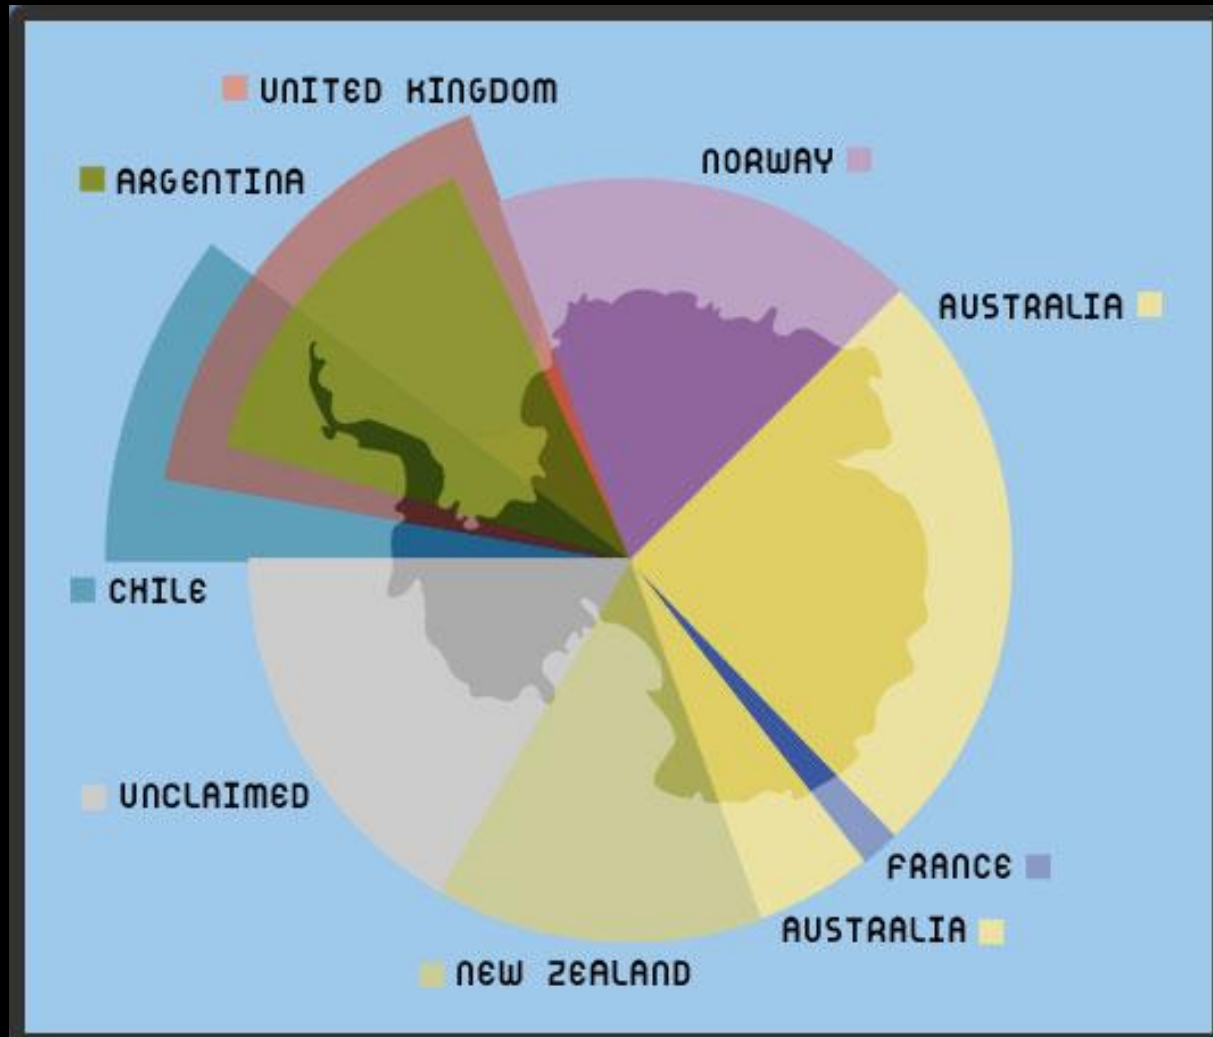 UNITED KINGDOM
NORWAY
ARGENTINA
AUSTRALIA
CHILE
UNCLAIMED
FRANCE
AUSTRALIA
NEW ZEALAND